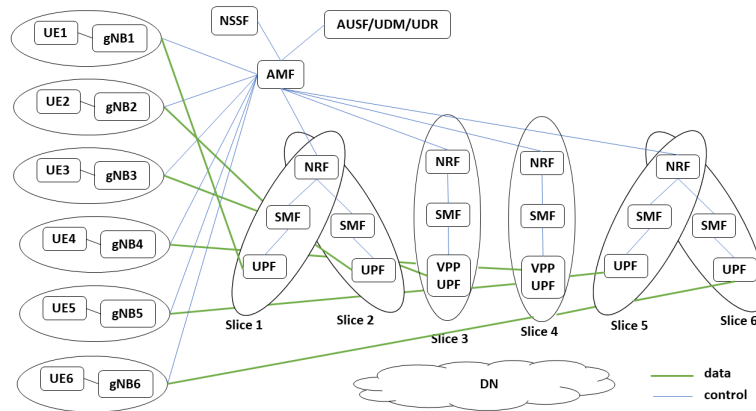 NSSF
AUSF/UDM/UDR
UE1
gNB1
AMF
UE2
gNB2
UE3
gNB3
NRF
NRF
NRF
NRF
UE4
gNB4
SMF
SMF
SMF
SMF
SMF
SMF
UPF
UPF
VPP
UPF
VPP
UPF
UPF
UPF
UE5
gNB5
Slice 1
Slice 2
Slice 3
Slice 4
Slice 5
Slice 6
UE6
gNB6
DN
data
control